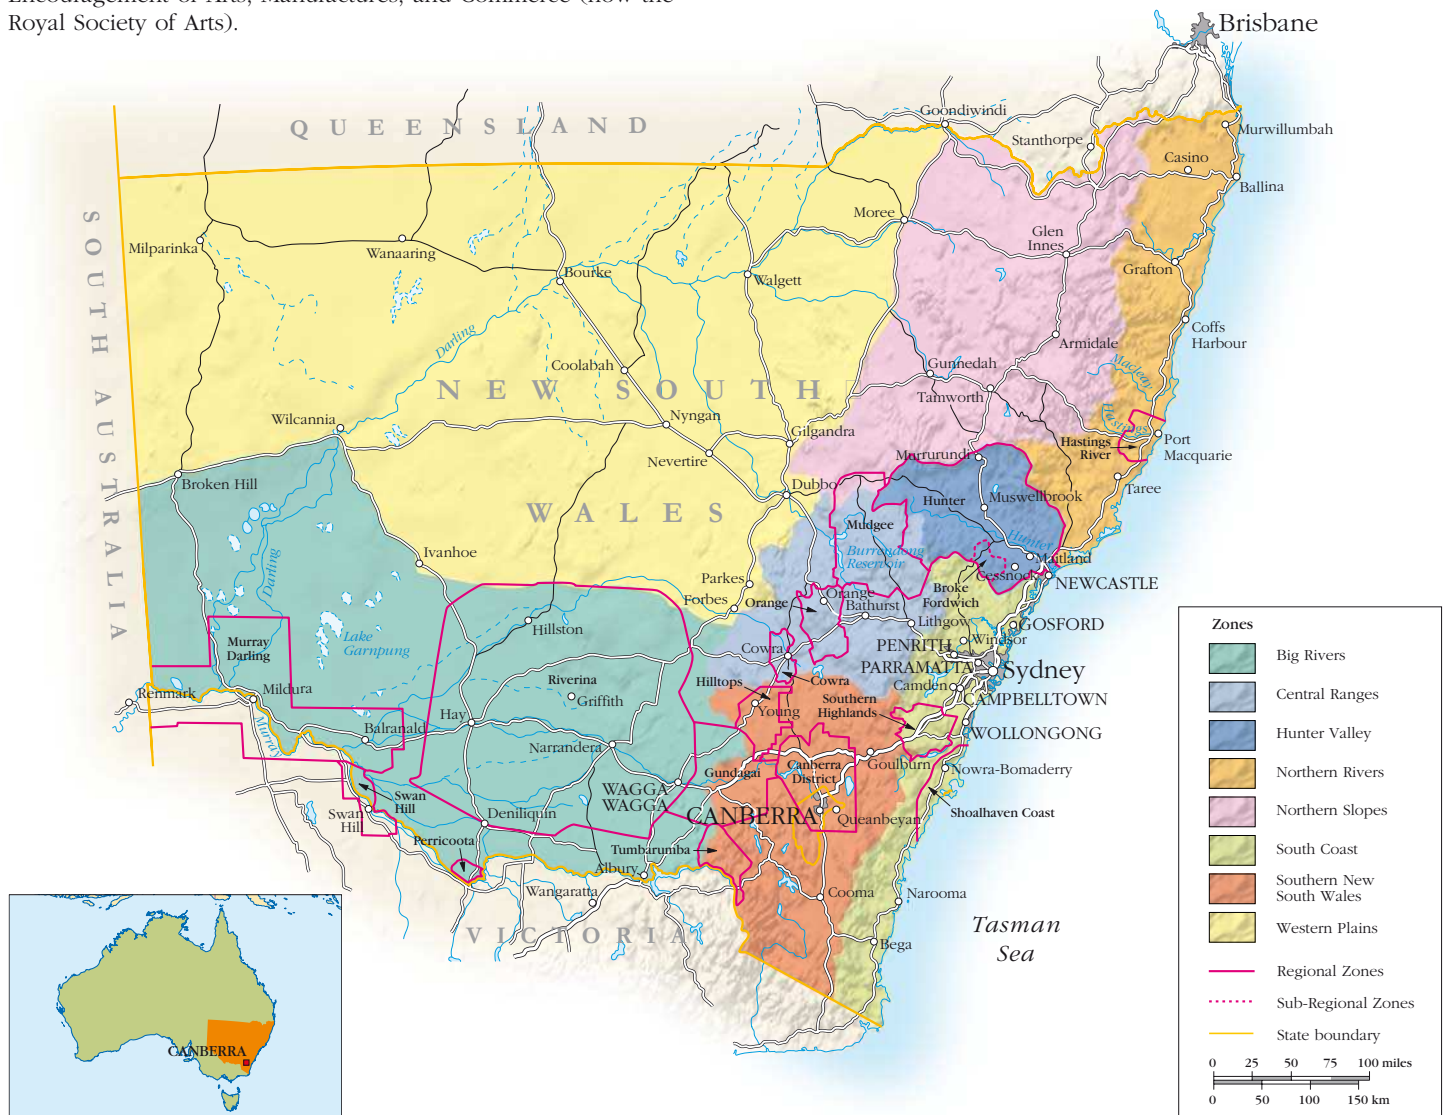 Encouragement of Arts, Manufactures, and Commerce (now the
Royal Society of Arts).
Brisbane
QUEENSLAND
Goondiwindi
Stanthorpe
Murwillumbah
Casino
Ballina
SOUTH AUSTRALIA
Milparinka
Wanaaring
Moree
Glen
Innes
Bourke
Walgett
Grafton
Darling
Coffs
Harbour
Armidale
Coolabah
Gunnedah
Macleay
NEW SOUTH
Tamworth
Wilcannia
Nyngan
Gilgandra
Hastings
Hastings
River
Port
Macquarie
Nevertire
Murrurundi
Broken Hill
Dubbo
Hunter
Muswellbrook
Taree
WALES
Mudgee
Hunter
Ivanhoe
Burrendong
Reservoir
Maitland
Cessnock
NEWCASTLE
Darling
Parkes
Forbes
Orange
Orange
Bathurst
Broke
Fordwich
Lithgow
GOSFORD
Hillston
Lake
Garnpung
Murray
Darling
Windsor
PENRITH
PARRAMATTA
Sydney
Cowra
Cowra
Riverina
Griffith
Hilltops
Camden
CAMPBELLTOWN
Renmark
Mildura
Young
Southern
Highlands
Hay
Murray
Balranald
WOLLONGONG
Narrandera
Goulburn
Nowra-Bomaderry
Gundagai
Canberra
District
WAGGA
WAGGA
Swan
Hill
Swan
Hill
Deniliquin
CANBERRA
Queanbeyan
Shoalhaven Coast
Perricoota
Tumbarumba
Albury
Wangaratta
Cooma
Narooma
VICTORIA
Bega
Tasman
Sea
CANBERRA
Zones
Big Rivers
Central Ranges
Hunter Valley
Northern Rivers
Northern Slopes
South Coast
Southern New
South Wales
Western Plains
Regional Zones
Sub-Regional Zones
State boundary
0 25 50 75 100 miles
0 50 100 150 km